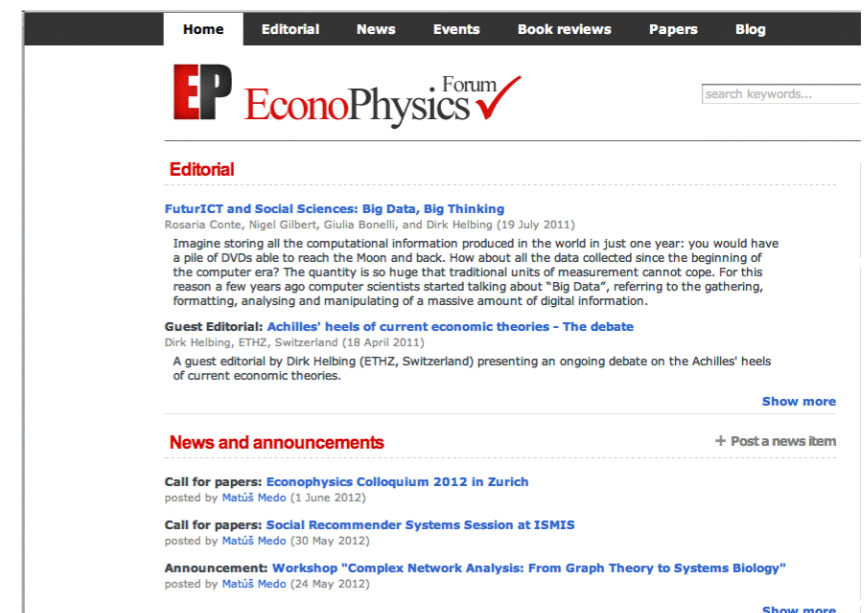 Home Editorial News Events Book reviews Papers Blog
EP EconoPhysics Forum
search keywords...
Editorial
FuturICT and Social Sciences: Big Data, Big Thinking
Rosaria Conte, Nigel Gilbert, Giulia Bonelli, and Dirk Helbing (19 July 2011)
Imagine storing all the computational information produced in the world in just one year: you would have
a pile of DVDs able to reach the Moon and back. How about all the data collected since the beginning of
the computer era? The quantity is so huge that traditional units of measurement cannot cope. For this
reason a few years ago computer scientists started talking about “Big Data”, referring to the gathering,
formatting, analysing and manipulating of a massive amount of digital information.
Guest Editorial: Achilles' heels of current economic theories - The debate
Dirk Helbing, ETHZ, Switzerland (18 April 2011)
A guest editorial by Dirk Helbing (ETHZ, Switzerland) presenting an ongoing debate on the Achilles' heels
of current economic theories.
Show more
News and announcements + Post a news item
Call for papers: Econophysics Colloquium 2012 in Zurich
posted by Matúš Medo (1 June 2012)
Call for papers: Social Recommender Systems Session at ISMIS
posted by Matúš Medo (30 May 2012)
Announcement: Workshop "Complex Network Analysis: From Graph Theory to Systems Biology"
posted by Matúš Medo (24 May 2012)
Show more